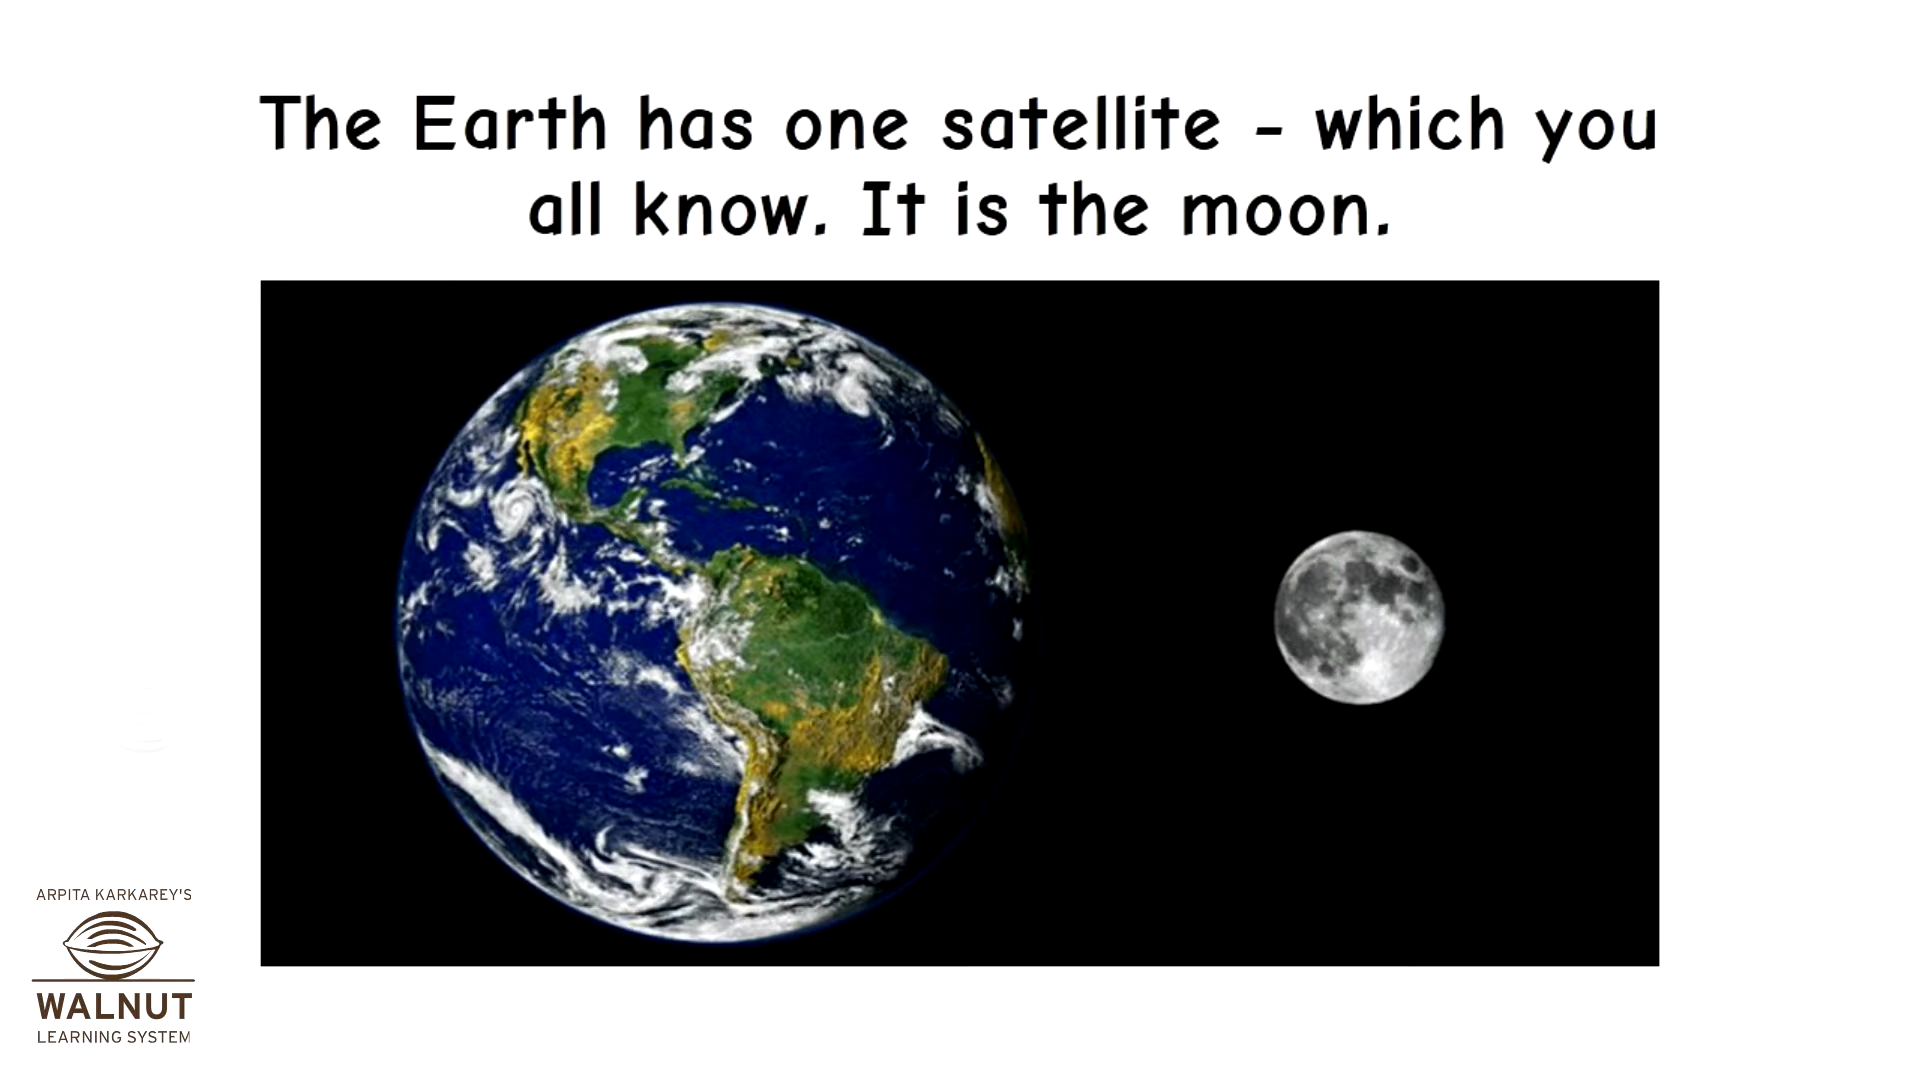 The Earth has one satellite - which you
all know. It is the moon.
ARPITA KARKAREY'S
WALNUT
LEARNING SYSTEM